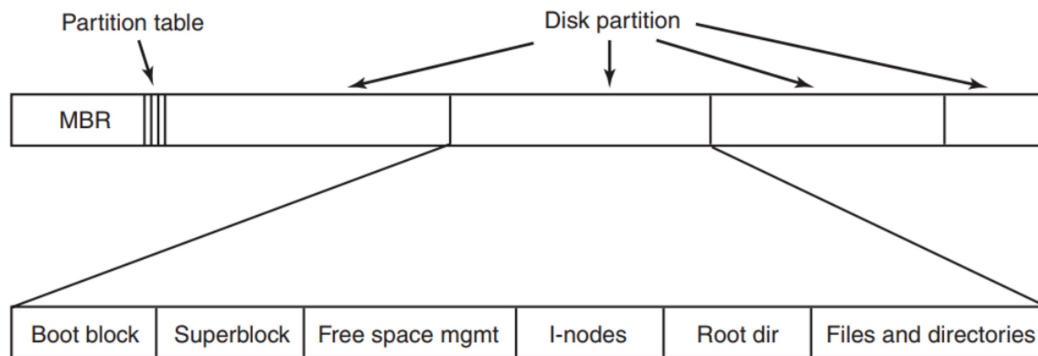 Partition table
Disk partition
MBR
Boot block
Superblock
Free space mgmt
I-nodes
Root dir
Files and directories